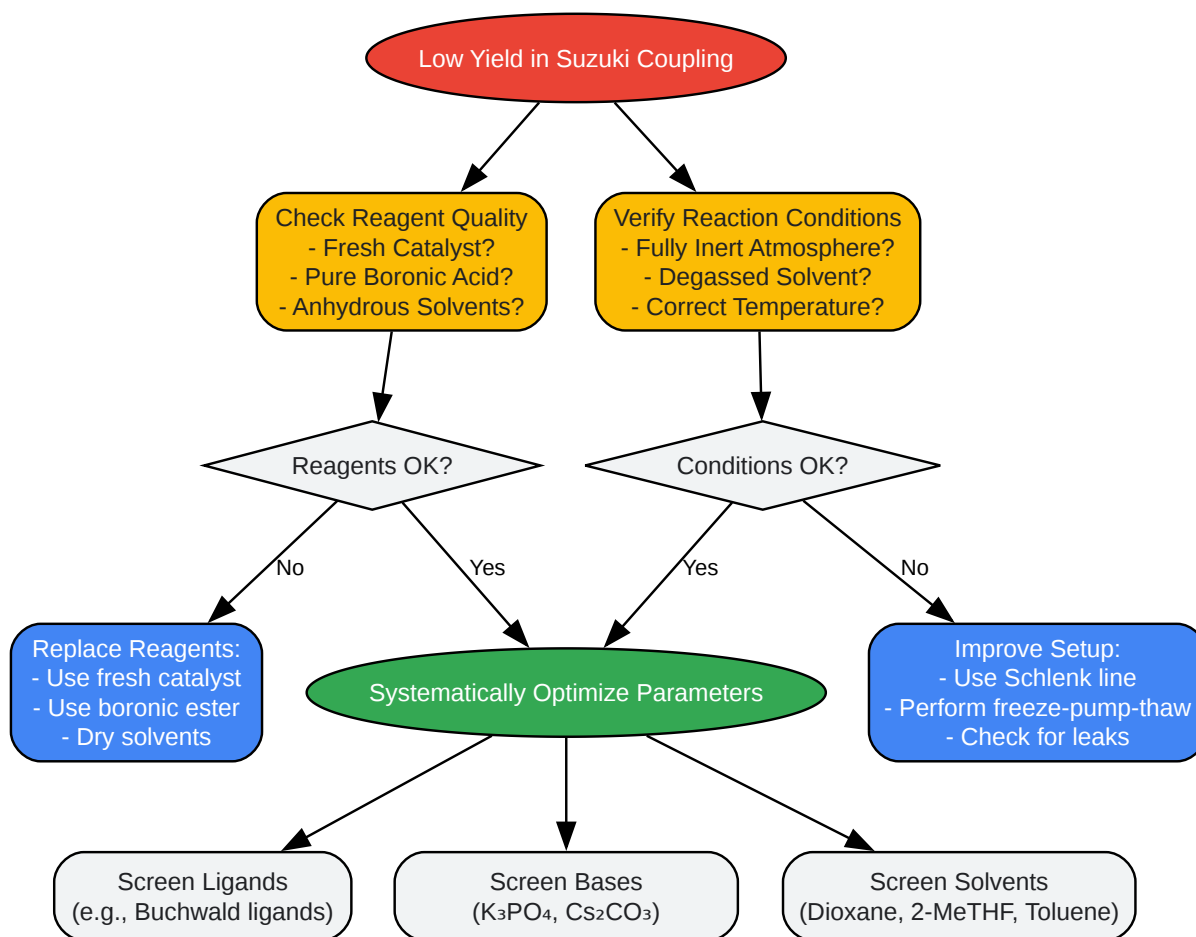 Low Yield in Suzuki Coupling
Check Reagent Quality
- Fresh Catalyst?
- Pure Boronic Acid?
- Anhydrous Solvents?
Verify Reaction Conditions
- Fully Inert Atmosphere?
- Degassed Solvent?
- Correct Temperature?
Reagents OK?
Conditions OK?
No
Yes
Yes
No
Replace Reagents:
- Use fresh catalyst
- Use boronic ester
- Dry solvents
Systematically Optimize Parameters
Improve Setup:
- Use Schlenk line
- Perform freeze-pump-thaw
- Check for leaks
Screen Ligands
(e.g., Buchwald ligands)
Screen Bases
(K₃PO₄, Cs₂CO₃)
Screen Solvents
(Dioxane, 2-MeTHF, Toluene)